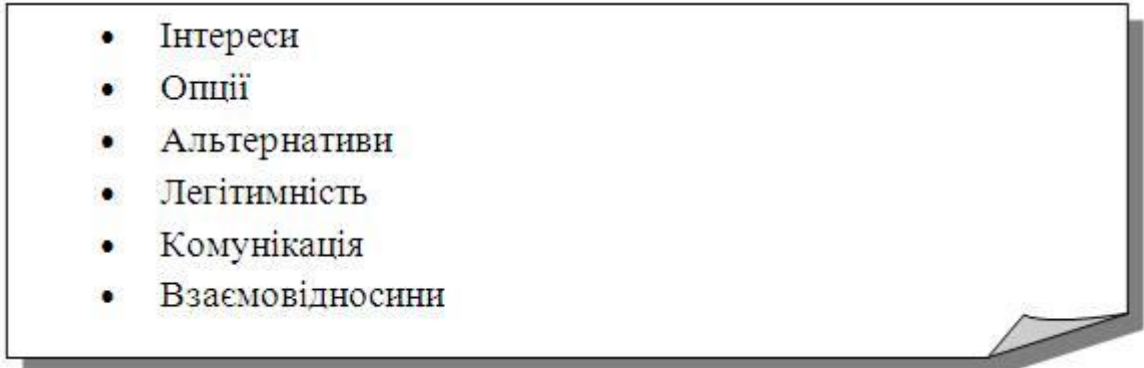 • Інтереси
• Опції
• Альтернативи
• Легітимність
• Комунікація
• Взаємовідносини